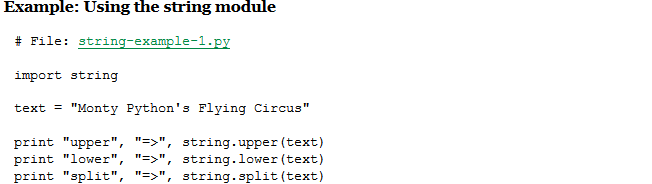 Example: Using the string module
# File: string-example-1.py
import string
text = "Monty Python's Flying Circus"
print "upper", "=>", string.upper(text)
print "lower", "=>", string.lower(text)
print "split", "=>", string.split(text)